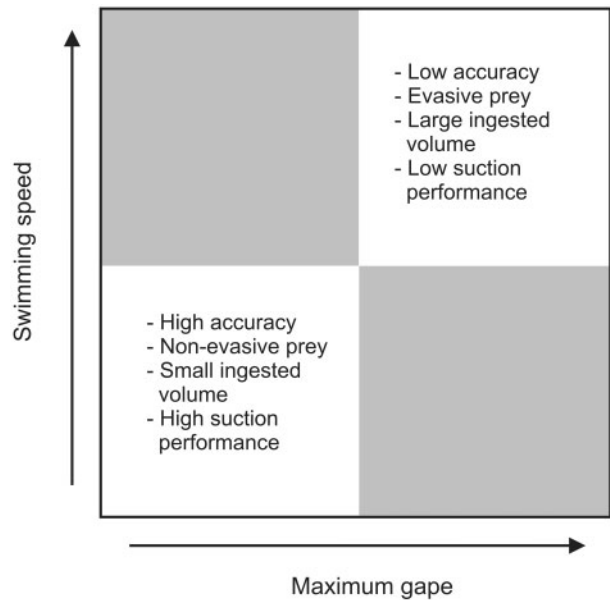 - Low accuracy
- Evasive prey
- Large ingested
volume
- Low suction
performance
Swimming speed
- High accuracy
- Non-evasive prey
- Small ingested
volume
- High suction
performance
Maximum gape